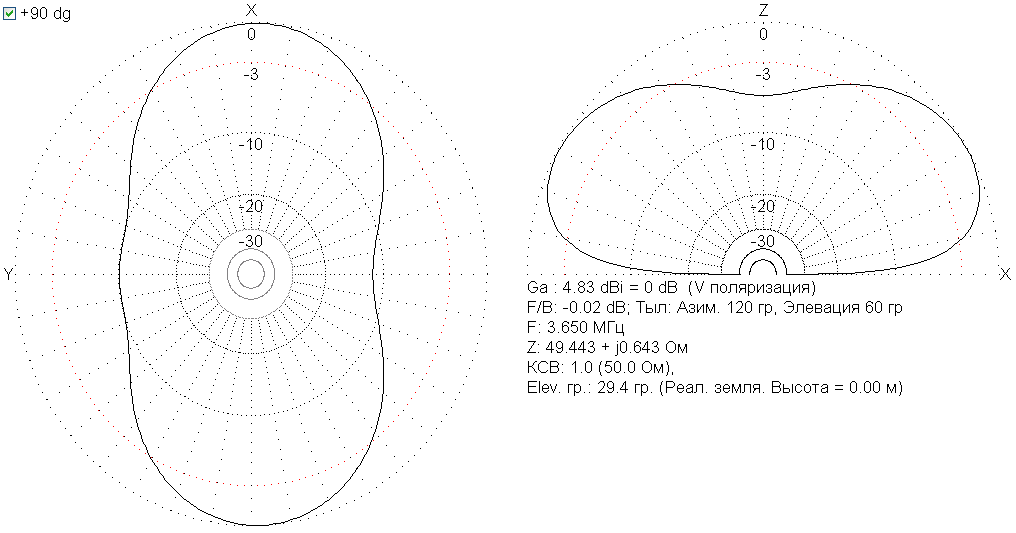 +90 dg
X
0
-3
-10
-20
-30
Y
Z
0
-3
-10
-20
-30
X
Ga : 4.83 dBi = 0 dB (V поляризация)
F/B: -0.02 dB; Тыл: Азим. 120 гр, Элевация 60 гр
F: 3.650 МГц
Z: 49.443 + j0.643 Ом
КСВ: 1.0 (50.0 Ом),
Elev. гр.: 29.4 гр. (Реал. земля. Высота = 0.00 м)